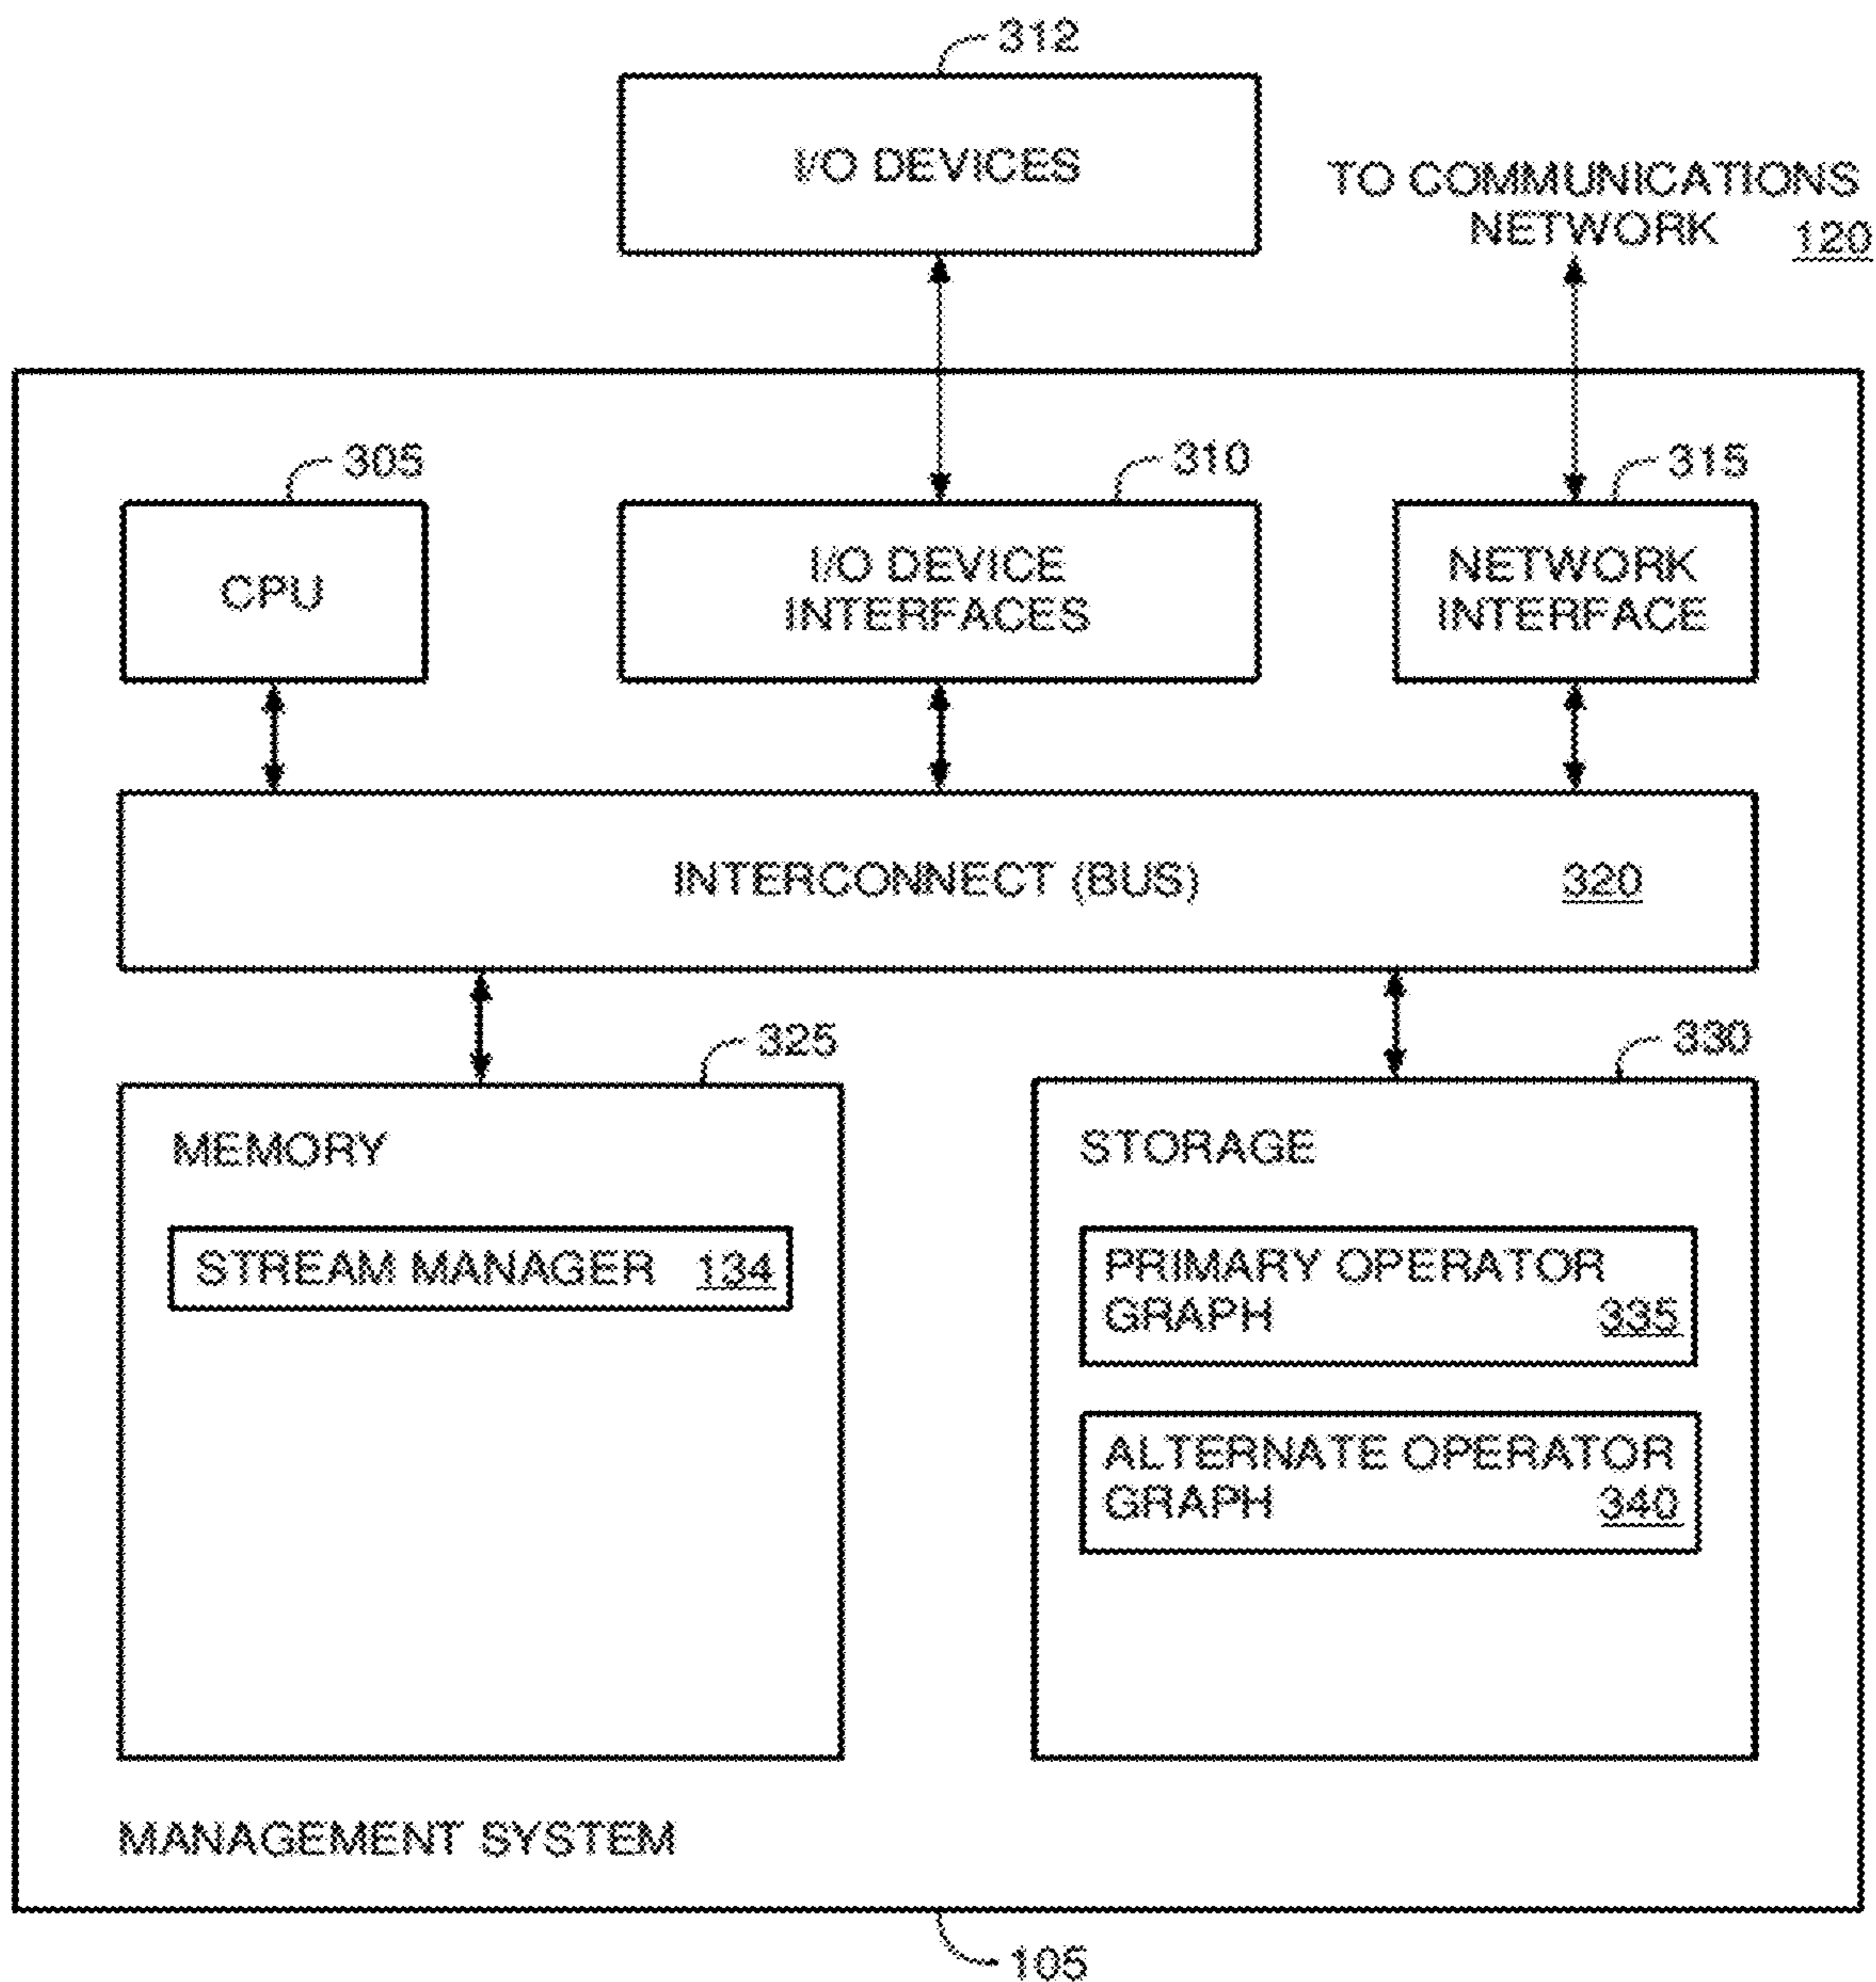 312
I/O DEVICES
TO COMMUNICATIONS
NETWORK 120
305
310
315
CPU
I/O DEVICE
INTERFACES
NETWORK
INTERFACE
INTERCONNECT (BUS) 320
325
330
MEMORY
STREAM MANAGER 134
STORAGE
PRIMARY OPERATOR
GRAPH 335
ALTERNATE OPERATOR
GRAPH 340
MANAGEMENT SYSTEM
105